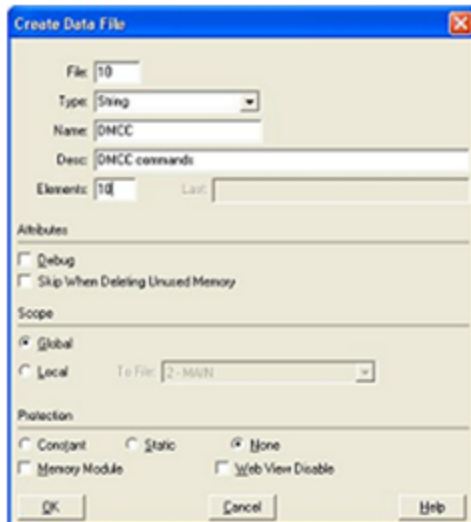 Create Data File
File: 10
Type: String
Name: DMCC
Desc: DMCC commands
Elements: 10 Last:
Attributes
Debug
Skip When Deleting Unused Memory
Scope
Global
Local To File: 2 - MAIN
Protection
Constant Static None
Memory Module Web View Disable
OK Cancel Help